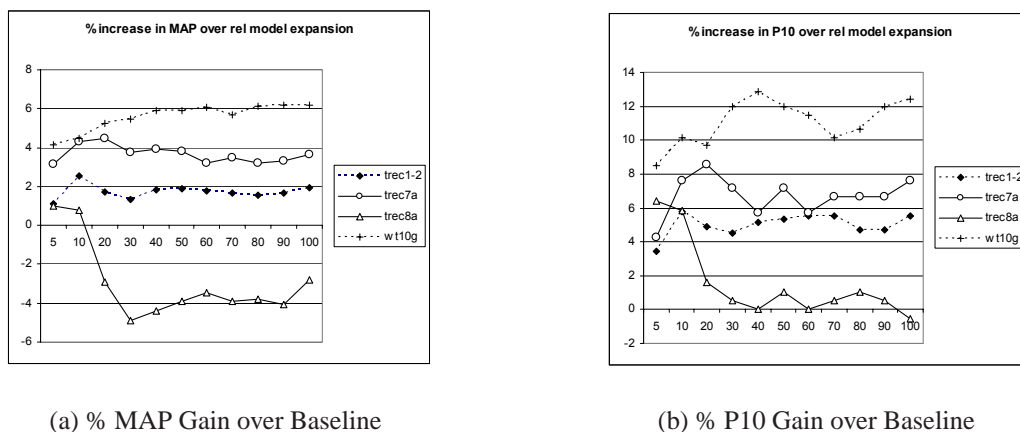 % increase in MAP over rel model expansion
8
6
4
2
0
-2
-4
-6
5 10 20 30 40 50 60 70 80 90 100
trec1-2
trec7a
trec8a
wt10g
(a) % MAP Gain over Baseline
% increase in P10 over rel model expansion
14
12
10
8
6
4
2
0
-2
5 10 20 30 40 50 60 70 80 90 100
trec1-2
trec7a
trec8a
wt10g
(b) % P10 Gain over Baseline